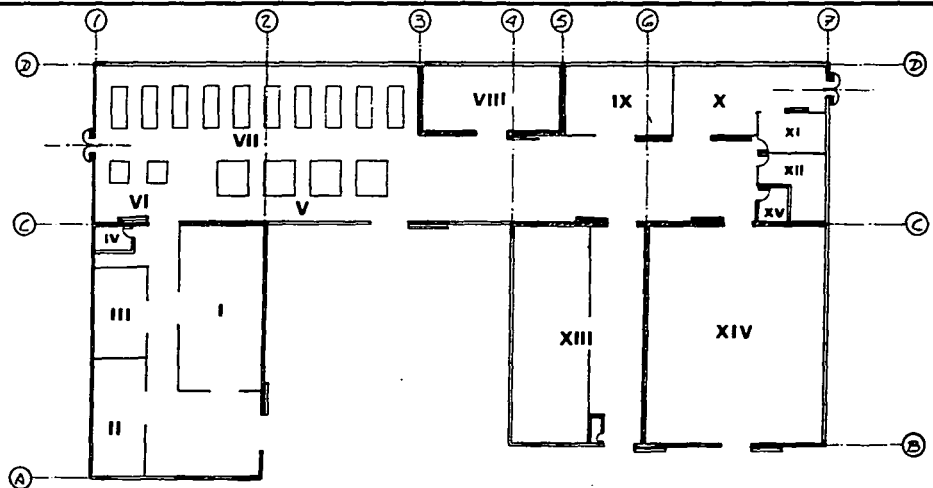 1 2 3 4 5 6 7
D D
VIII IX X
XI
VII
XII
VI V XV
C C
IV
III I
XIII XIV
II
B
A